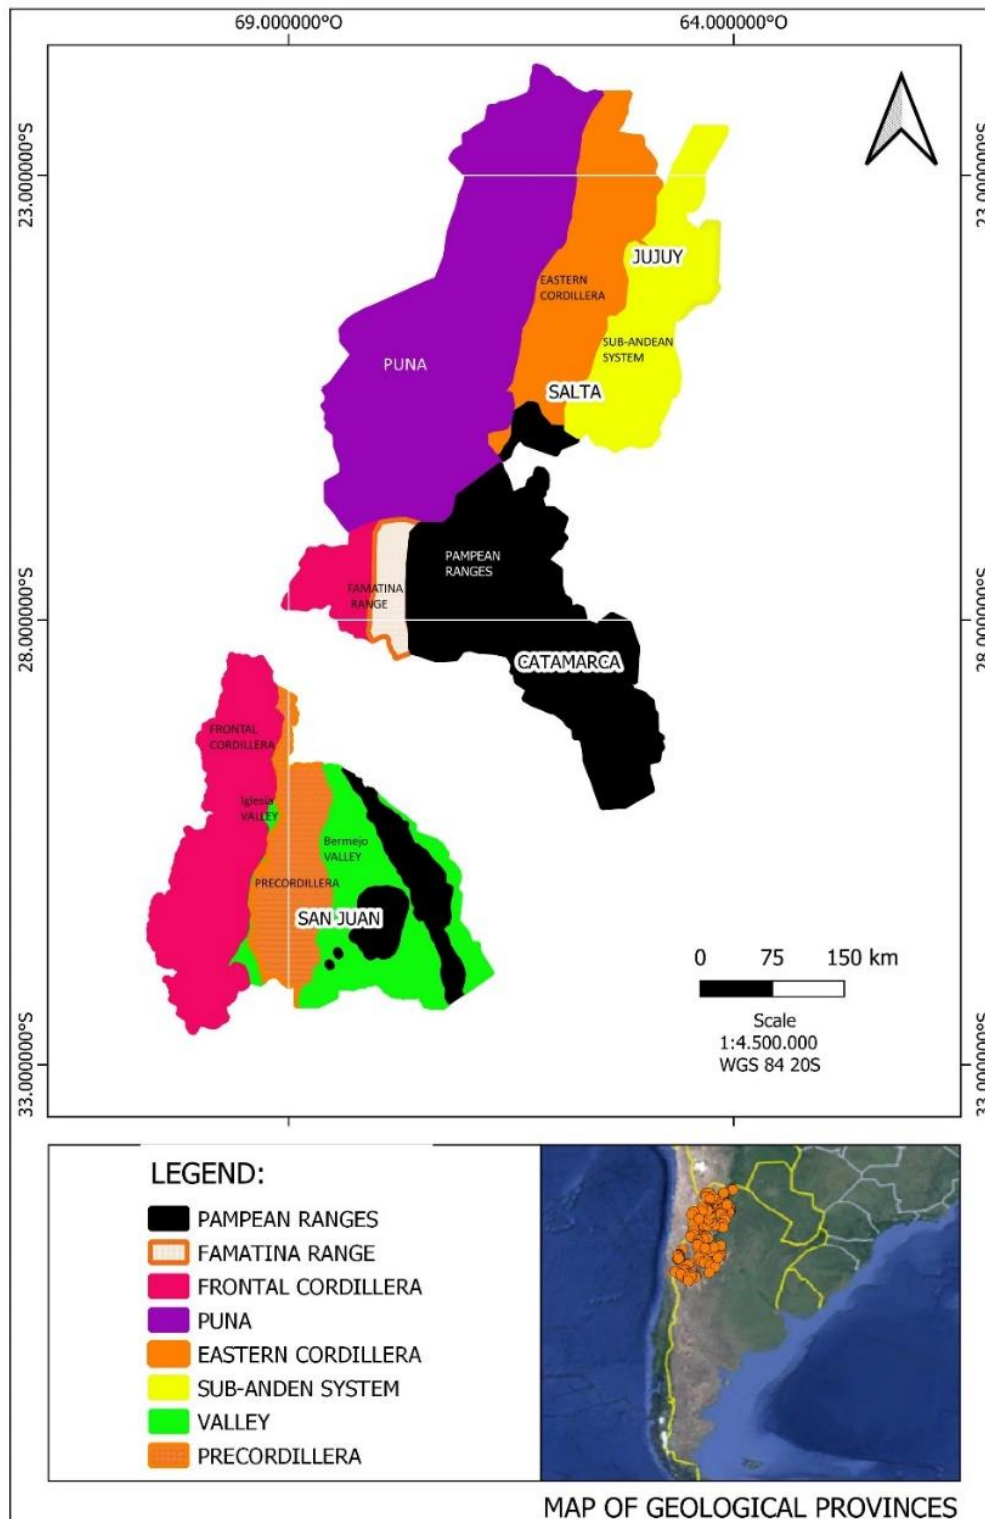 69.000000°O
64.000000°O
23.000000°S
23.000000°S
JUJUY
EASTERN
CORDILLERA
SUB-ANDEAN
SYSTEM
PUNA
SALTA
PAMPEAN
RANGES
FAMATINA
RANGE
28.000000°S
28.000000°S
CATAMARCA
FRONTAL
CORDILLERA
Iglesia
VALLEY
Bermejo
VALLEY
PRECORDILLERA
SAN JUAN
0 75 150 km
Scale
1:4.500.000
WGS 84 20S
33.000000°S
33.000000°S
LEGEND:
PAMPEAN RANGES
FAMATINA RANGE
FRONTAL CORDILLERA
PUNA
EASTERN CORDILLERA
SUB-ANDEN SYSTEM
VALLEY
PRECORDILLERA
MAP OF GEOLOGICAL PROVINCES